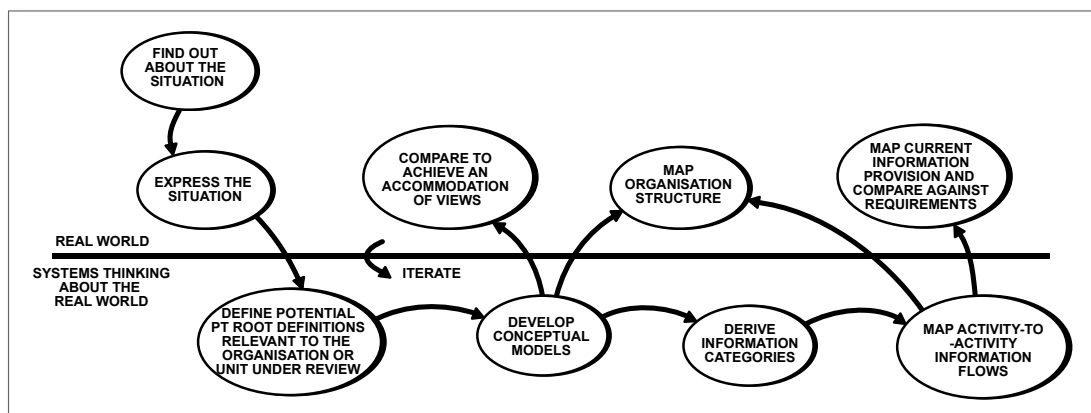 FIND OUT
ABOUT THE
SITUATION
EXPRESS THE
SITUATION
COMPARE TO
ACHIEVE AN
ACCOMMODATION
OF VIEWS
MAP
ORGANISATION
STRUCTURE
MAP CURRENT
INFORMATION
PROVISION AND
COMPARE AGAINST
REQUIREMENTS
REAL WORLD
SYSTEMS THINKING
ABOUT THE
REAL WORLD
ITERATE
DEFINE POTENTIAL
PT ROOT DEFINITIONS
RELEVANT TO THE
ORGANISATION OR
UNIT UNDER REVIEW
DEVELOP
CONCEPTUAL
MODELS
DERIVE
INFORMATION
CATEGORIES
MAP ACTIVITY-TO
-ACTIVITY
INFORMATION
FLOWS